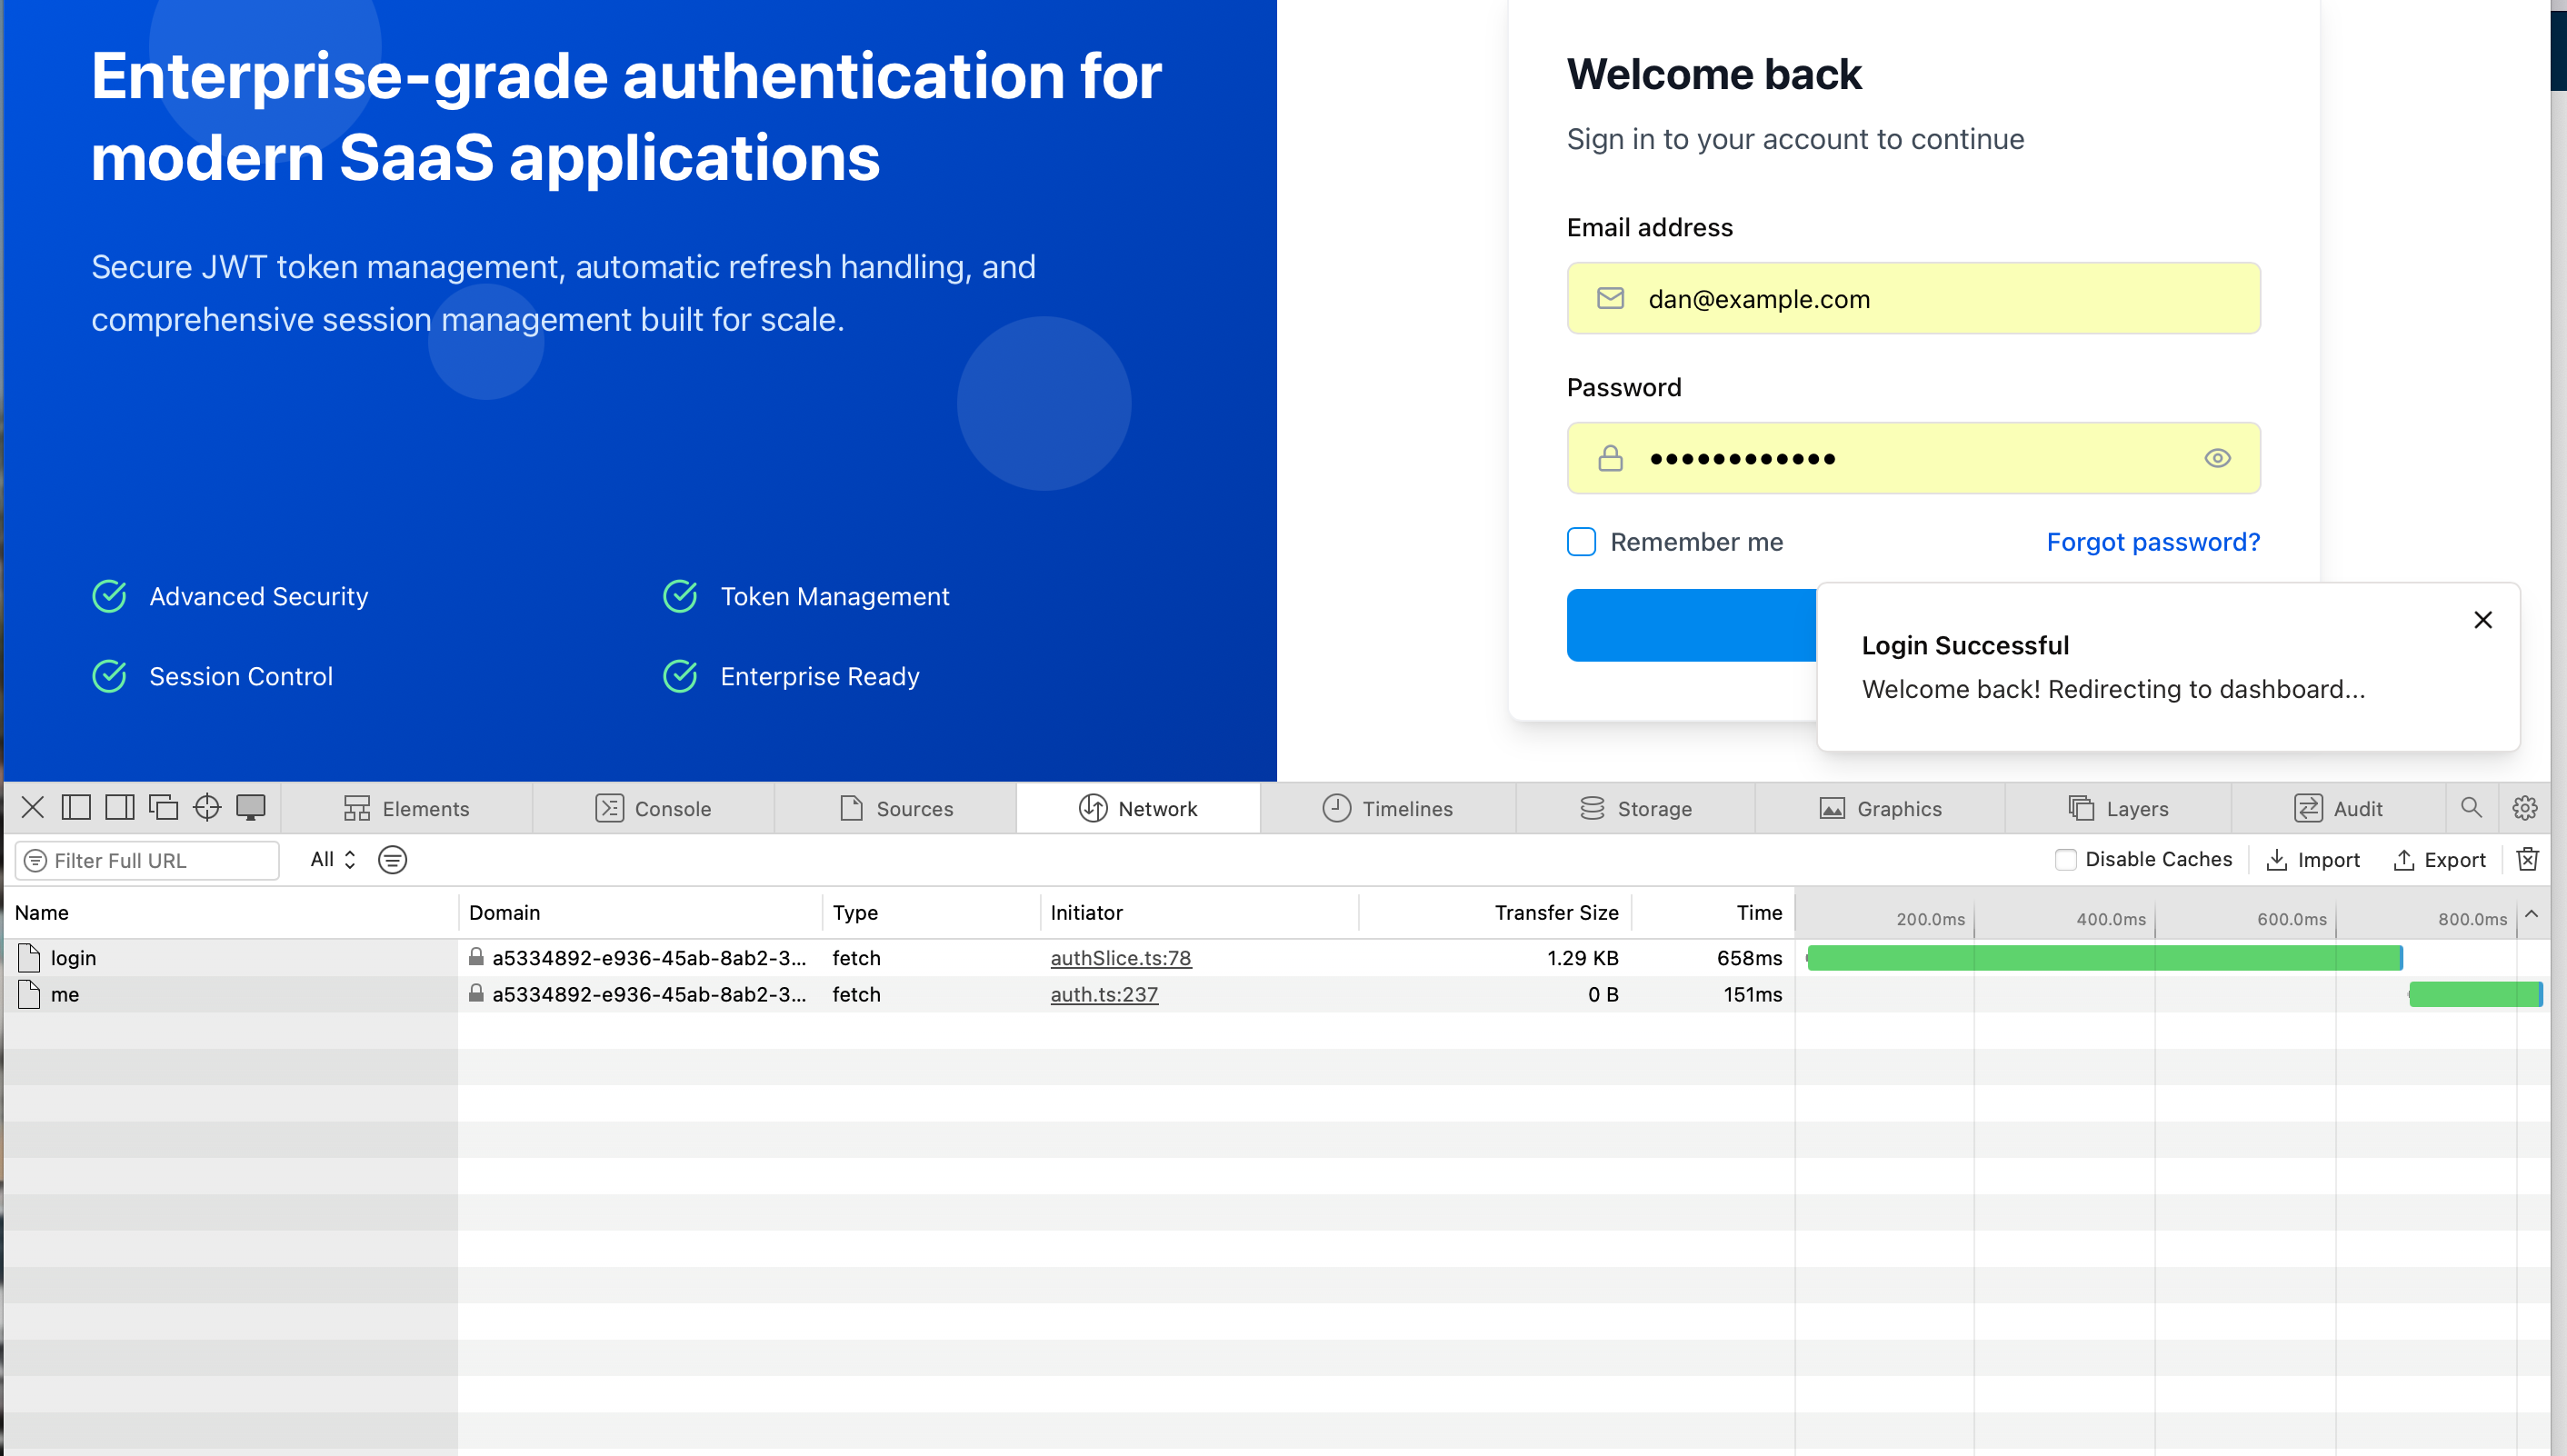 Enterprise-grade authentication for
modern SaaS applications
Secure JWT token management, automatic refresh handling, and
comprehensive session management built for scale.
Advanced Security
Token Management
Session Control
Enterprise Ready
Welcome back
Sign in to your account to continue
Email address
dan@example.com
Password
••••••••••••
Remember me
Forgot password?
Login Successful
Welcome back! Redirecting to dashboard...
Elements
Console
Sources
Network
Timelines
Storage
Graphics
Layers
Audit
Filter Full URL
All
Disable Caches
Import
Export
Name Domain Type Initiator Transfer Size Time 200.0ms 400.0ms 600.0ms 800.0ms
login a5334892-e936-45ab-8ab2-3... fetch authSlice.ts:78 1.29 KB 658ms
me a5334892-e936-45ab-8ab2-3... fetch auth.ts:237 0 B 151ms